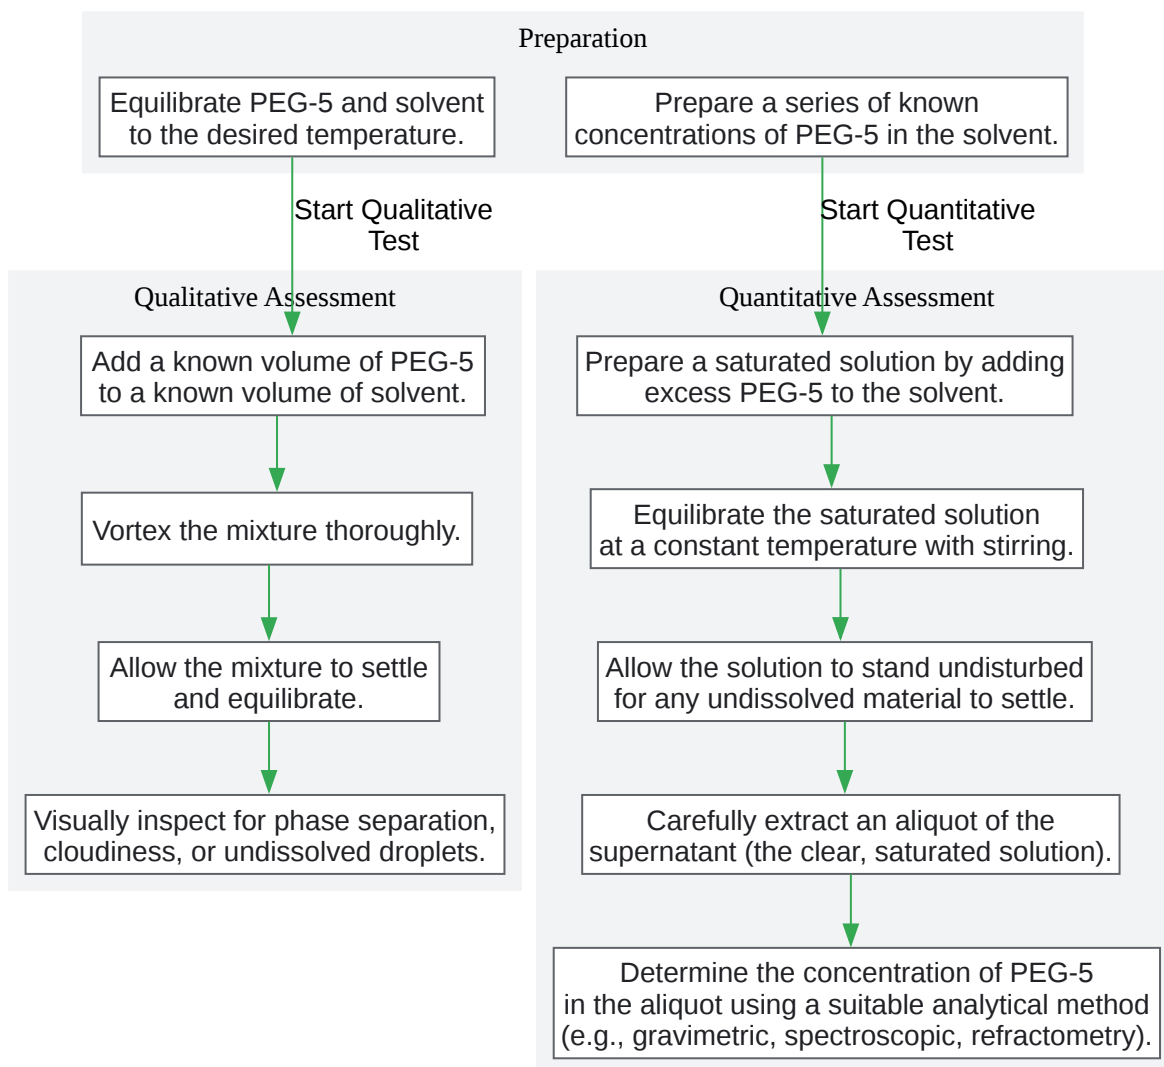 Preparation
Equilibrate PEG-5 and solvent
to the desired temperature.
Prepare a series of known
concentrations of PEG-5 in the solvent.
Start Qualitative
Test
Start Quantitative
Test
Qualitative Assessment
Add a known volume of PEG-5
to a known volume of solvent.
Vortex the mixture thoroughly.
Allow the mixture to settle
and equilibrate.
Visually inspect for phase separation,
cloudiness, or undissolved droplets.
Quantitative Assessment
Prepare a saturated solution by adding
excess PEG-5 to the solvent.
Equilibrate the saturated solution
at a constant temperature with stirring.
Allow the solution to stand undisturbed
for any undissolved material to settle.
Carefully extract an aliquot of the
supernatant (the clear, saturated solution).
Determine the concentration of PEG-5
in the aliquot using a suitable analytical method
(e.g., gravimetric, spectroscopic, refractometry).